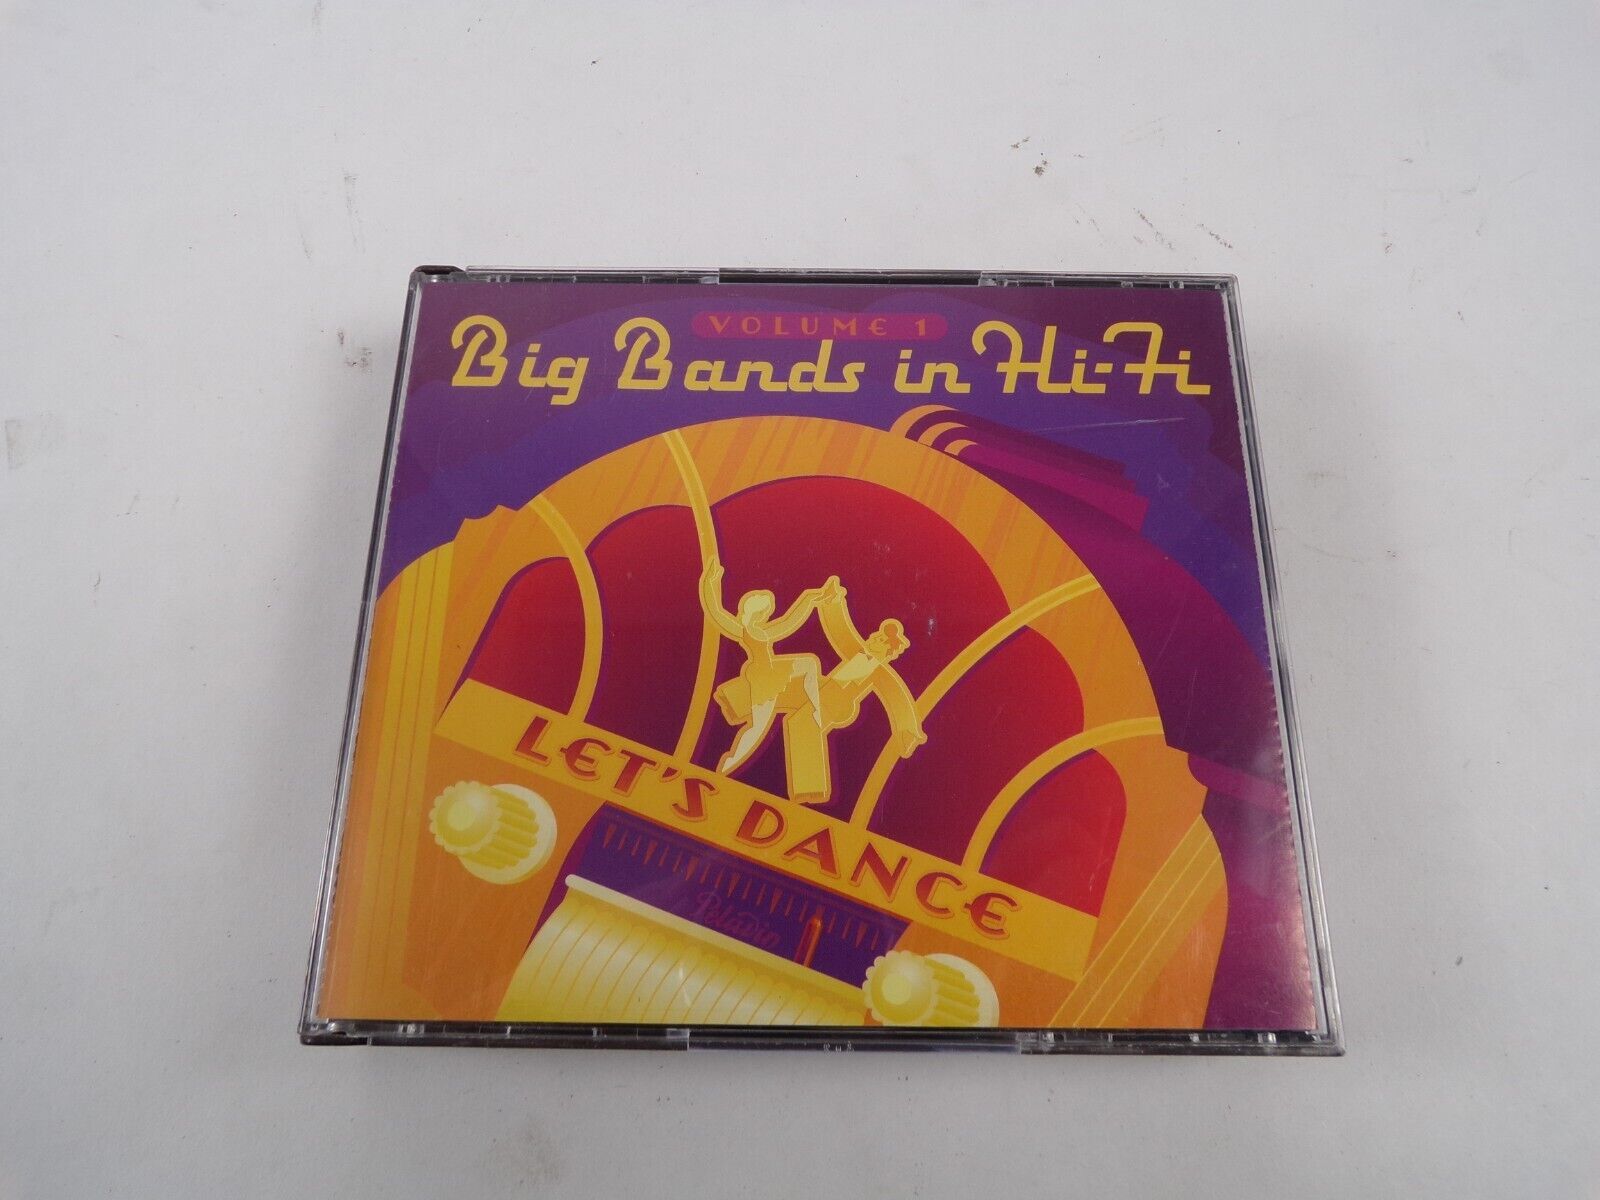 VOLUME 1
Big Bands in Hi-Fi
LET'S DANCE